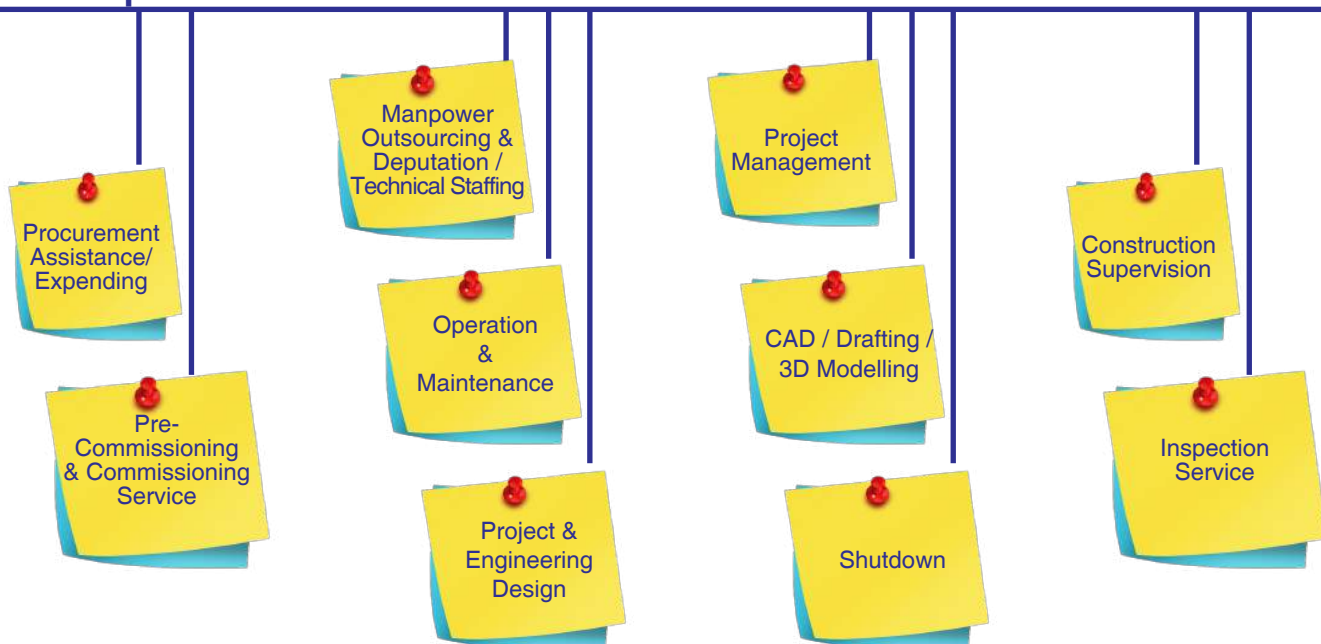 Procurement
Assistance/
Expending
Pre-
Commissioning
& Commissioning
Service
Manpower
Outsourcing &
Deputation /
Technical Staffing
Operation
&
Maintenance
Project &
Engineering
Design
Project
Management
CAD / Drafting /
3D Modelling
Shutdown
Construction
Supervision
Inspection
Service